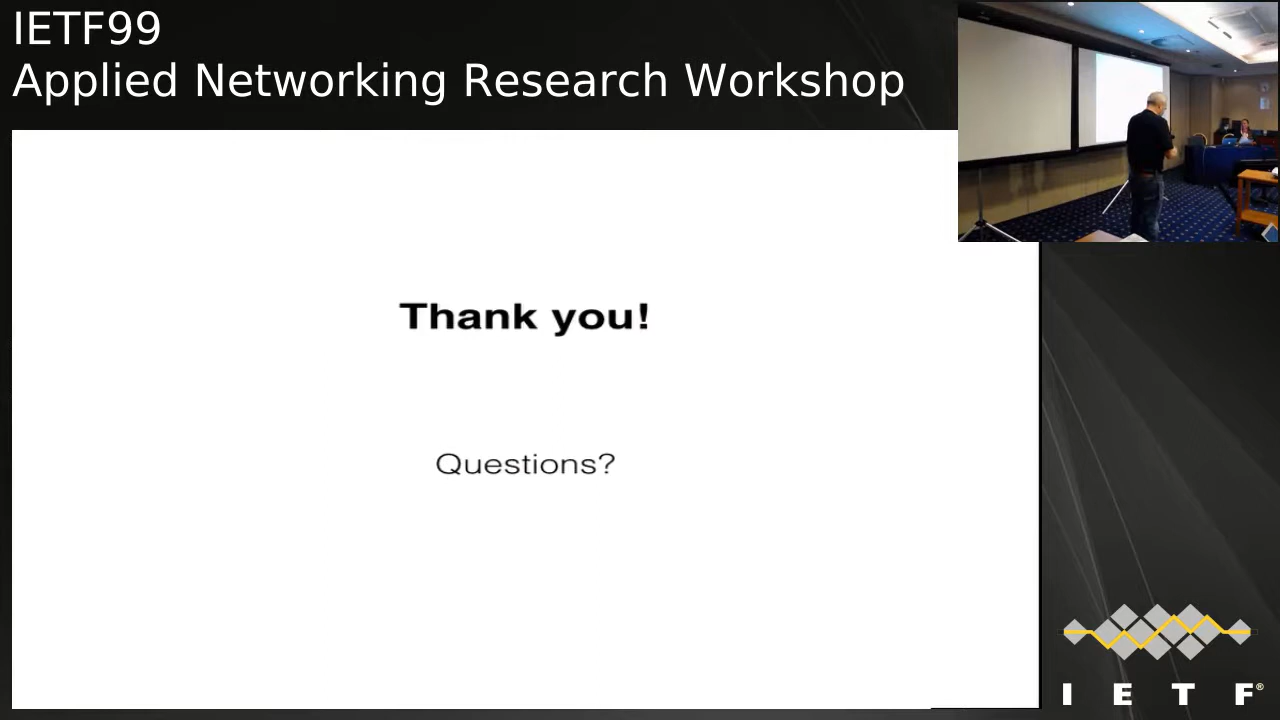 IETF99
Applied Networking Research Workshop
Thank you!
Questions?
I E T F®